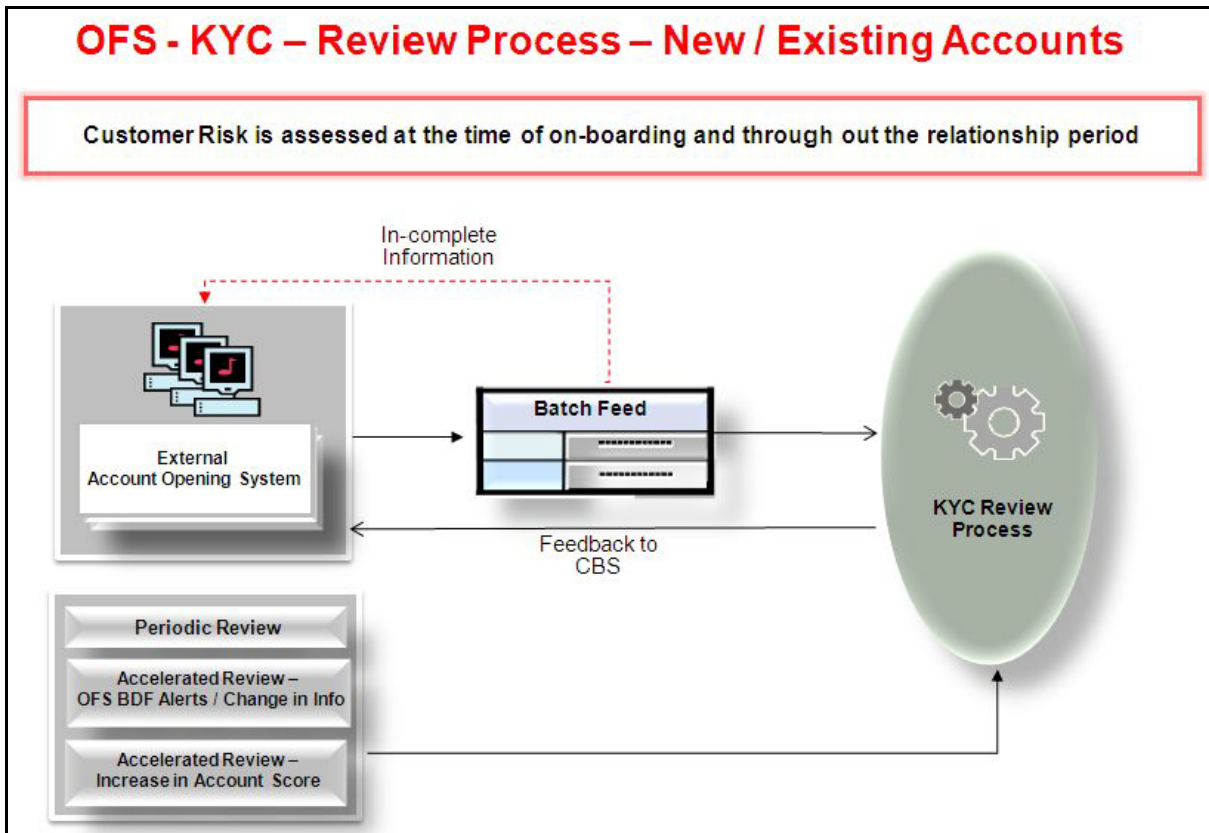 OFS - KYC – Review Process – New / Existing Accounts
Customer Risk is assessed at the time of on-boarding and through out the relationship period
In-complete
Information
External
Account Opening System
Batch Feed
KYC Review
Process
Feedback to
CBS
Periodic Review
Accelerated Review –
OFS BDF Alerts / Change in Info
Accelerated Review –
Increase in Account Score